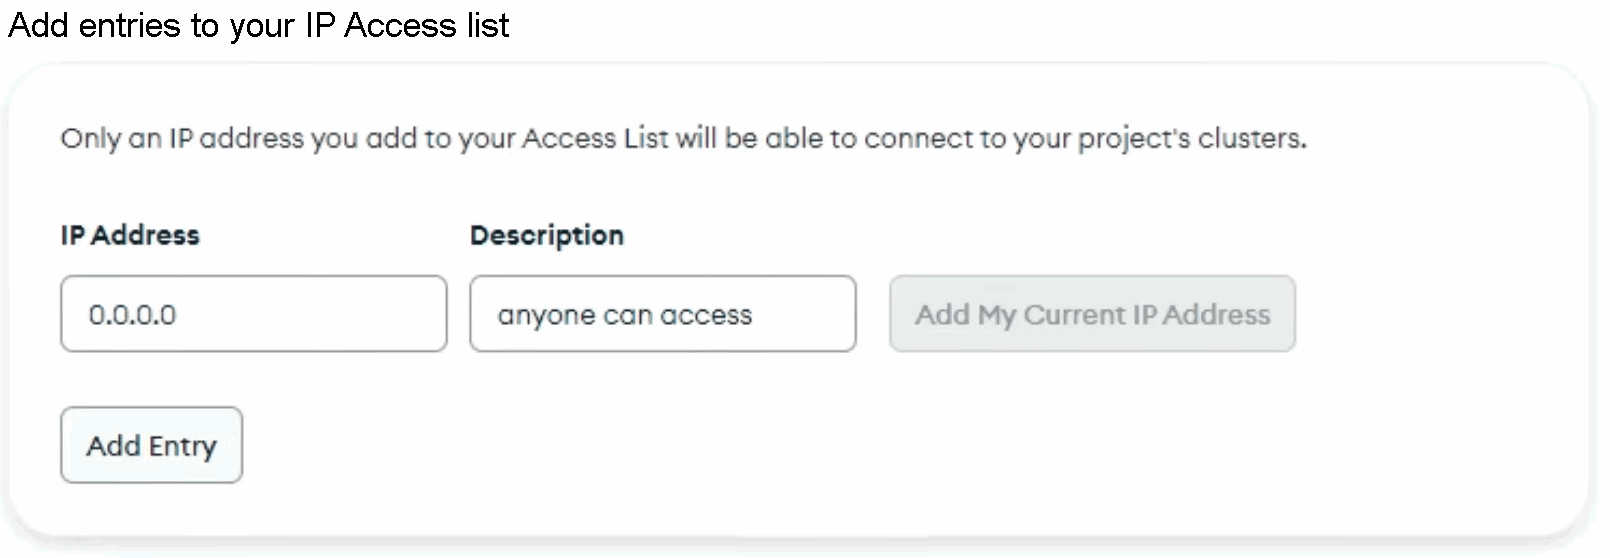 Add entries to your IP Access list
Only an IP address you add to your Access List will be able to connect to your project's clusters.
IP Address
Description
0.0.0.0
anyone can access
Add My Current IP Address
Add Entry